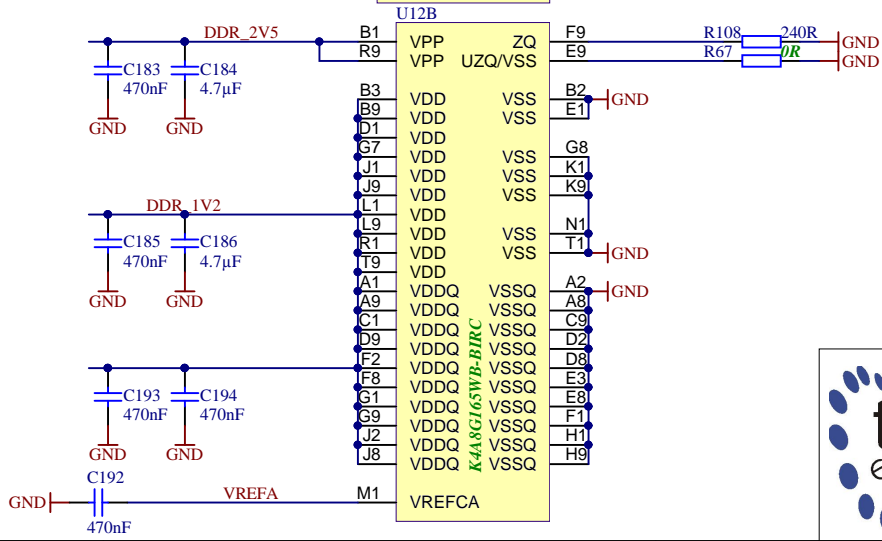 U12B
DDR_2V5 B1 VPP ZQ F9 R108 240R GND
R9 VPP UZQ/VSS E9 R67 0R GND
C183 470nF C184 4.7µF
GND GND
B3 VDD VSS B2 GND
B9 VDD VSS E1
D1 VDD
G7 VDD VSS G8
J1 VDD VSS K1
J9 VDD VSS K9
DDR_1V2 L1 VDD
L9 VDD VSS N1
R1 VDD VSS T1 GND
T9 VDD
C185 470nF C186 4.7µF
GND GND
A1 VDDQ VSSQ A2 GND
A9 VDDQ VSSQ A8
C1 VDDQ VSSQ C9
D9 VDDQ VSSQ D2
F2 VDDQ VSSQ D8
F8 VDDQ VSSQ E3
G1 VDDQ VSSQ E8
G9 VDDQ VSSQ F1
J2 VDDQ VSSQ H1
J8 VDDQ VSSQ H9
K4A8G165WB-BIRC
C193 470nF C194 470nF
GND GND
C192
GND VREFA M1 VREFCA
470nF